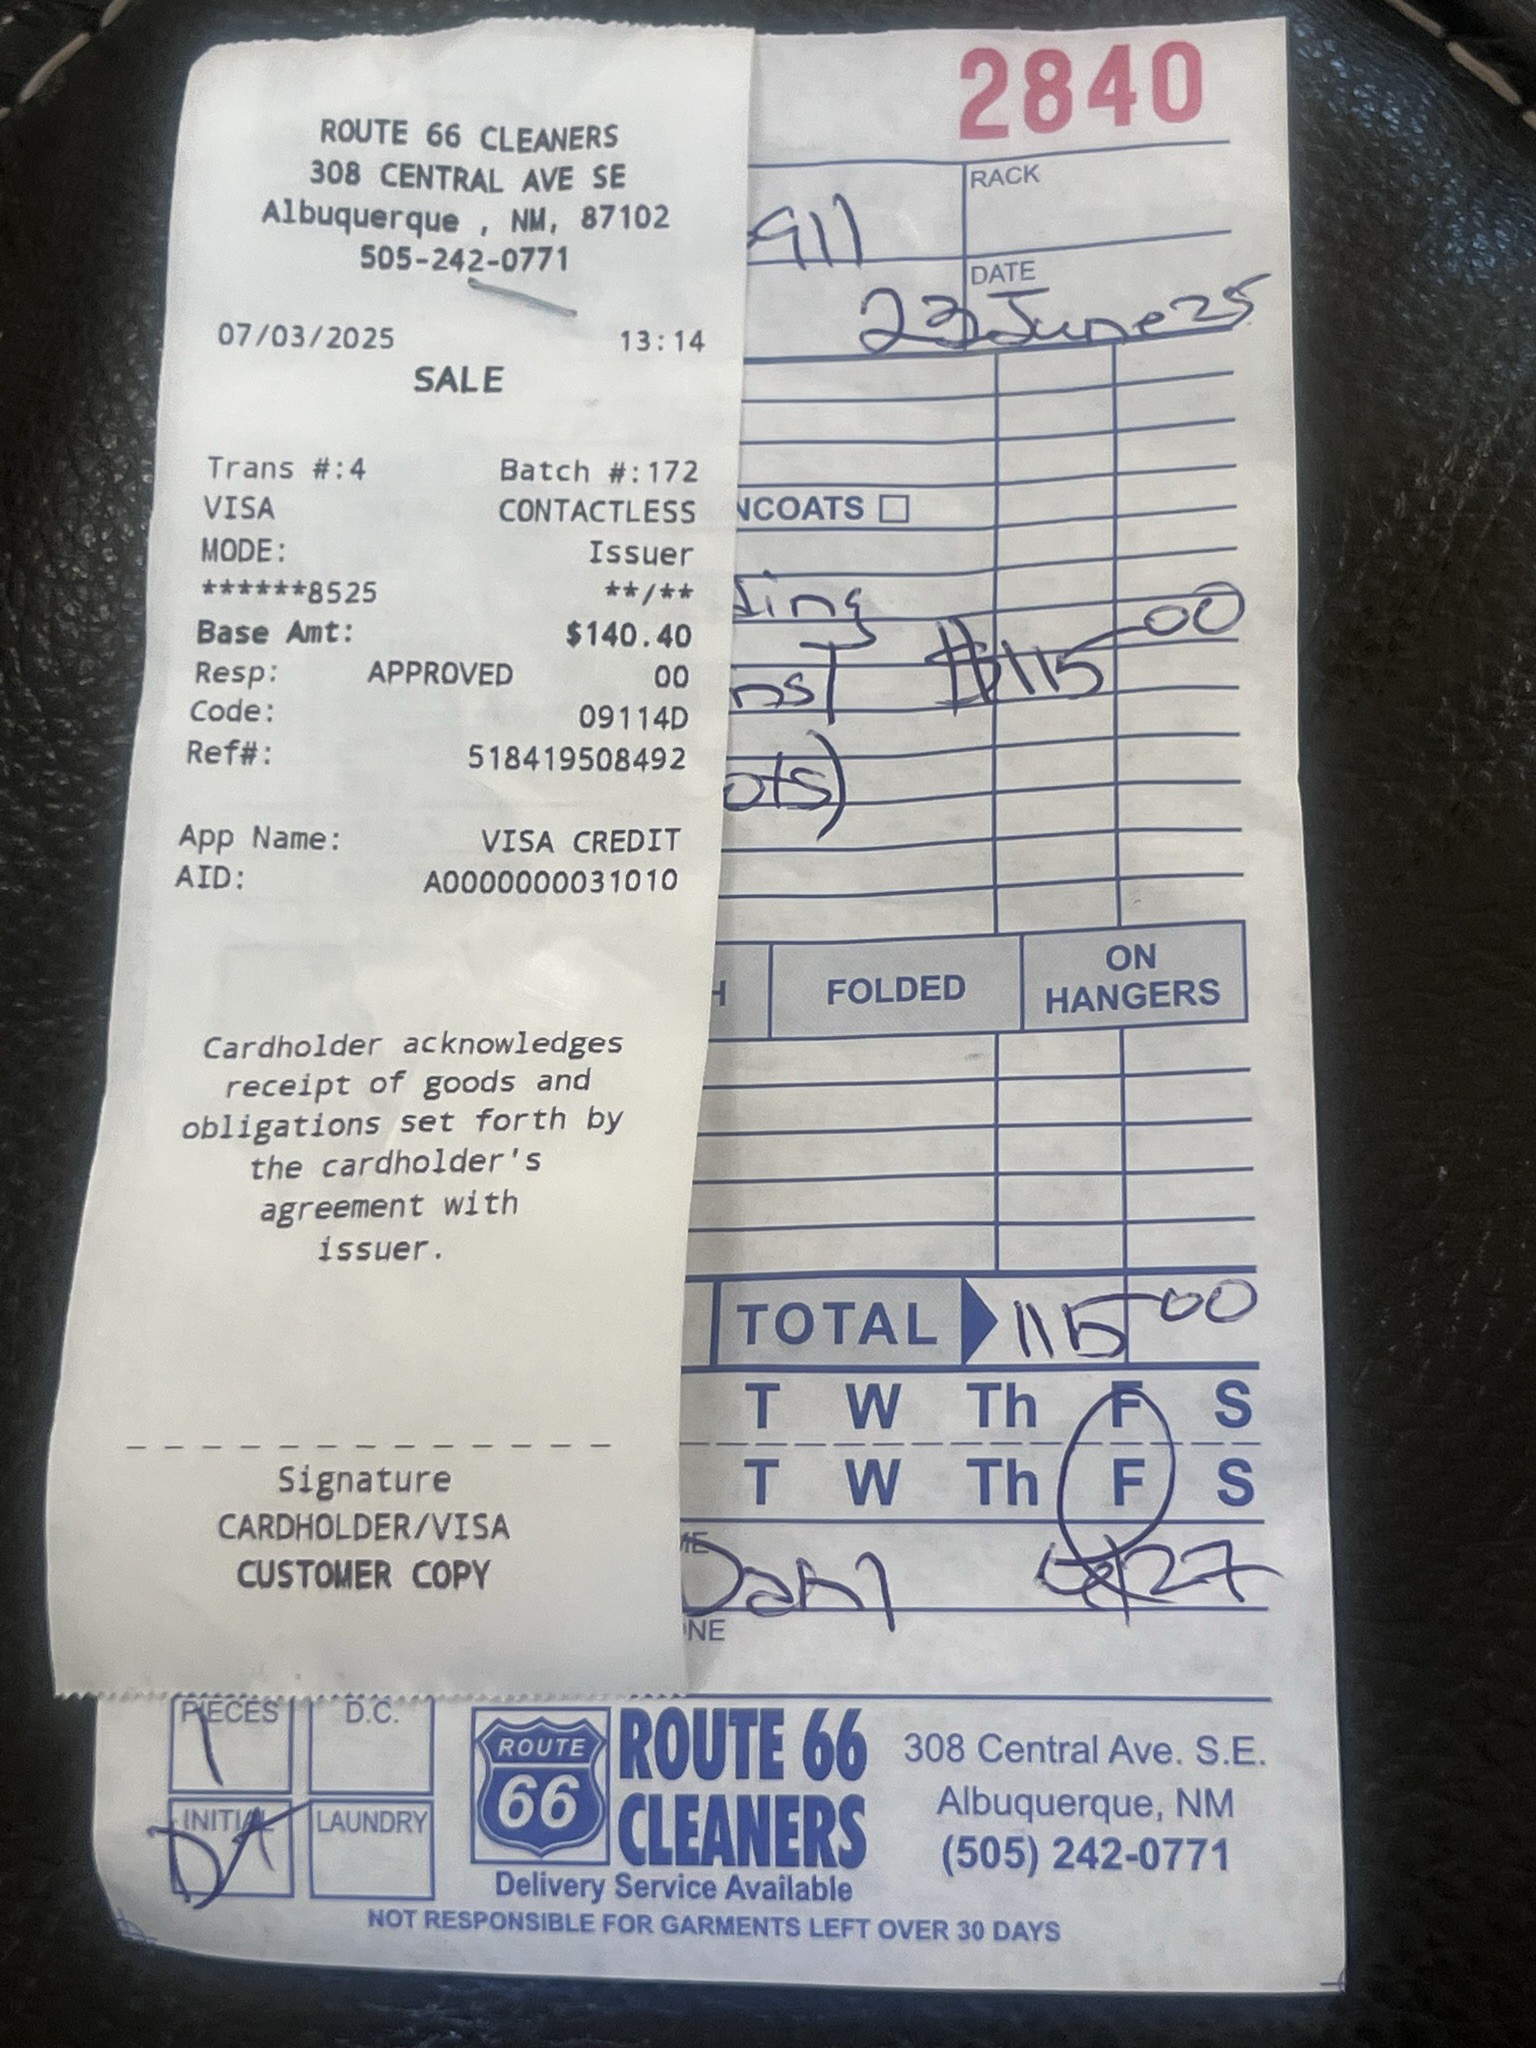 ROUTE 66 CLEANERS
308 CENTRAL AVE SE
Albuquerque , NM, 87102
505-242-0771
07/03/2025 13:14
SALE
Trans #:4 Batch #:172
VISA CONTACTLESS
MODE: Issuer
******8525 **/**
Base Amt: $140.40
Resp: APPROVED 00
Code: 09114D
Ref#: 518419508492
App Name: VISA CREDIT
AID: A0000000031010
Cardholder acknowledges
receipt of goods and
obligations set forth by
the cardholder's
agreement with
issuer.
Signature
CARDHOLDER/VISA
CUSTOMER COPY
2840
RACK
DATE
23 June 25
NCOATS
ding
$115 00
ots)
H FOLDED ON
HANGERS
TOTAL 115 00
T W Th F S
T W Th F S
ME
NE
PIECES D.C.
1
INITIAL LAUNDRY
DA
ROUTE
66
ROUTE 66
CLEANERS
Delivery Service Available
308 Central Ave. S.E.
Albuquerque, NM
(505) 242-0771
NOT RESPONSIBLE FOR GARMENTS LEFT OVER 30 DAYS